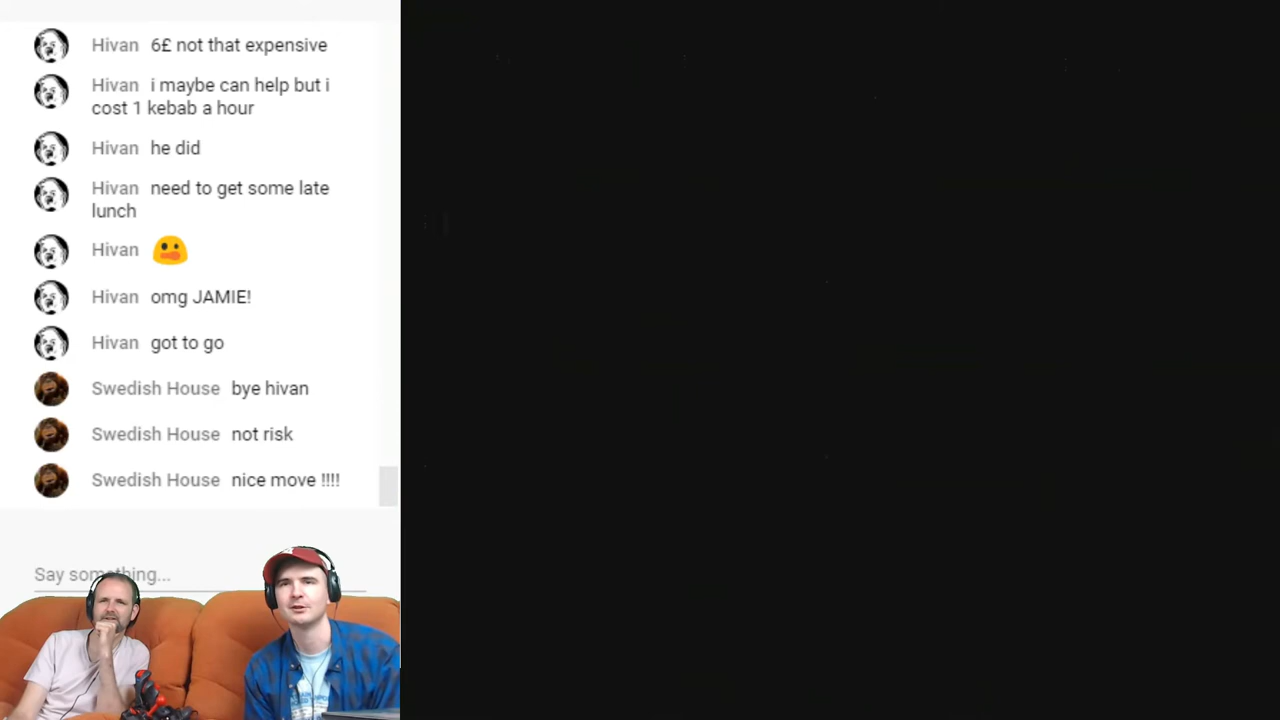 Hivan 6£ not that expensive
Hivan i maybe can help but i
cost 1 kebab a hour
Hivan he did
Hivan need to get some late
lunch
Hivan
Hivan omg JAMIE!
Hivan got to go
Swedish House bye hivan
Swedish House not risk
Swedish House nice move !!!!
Say something...